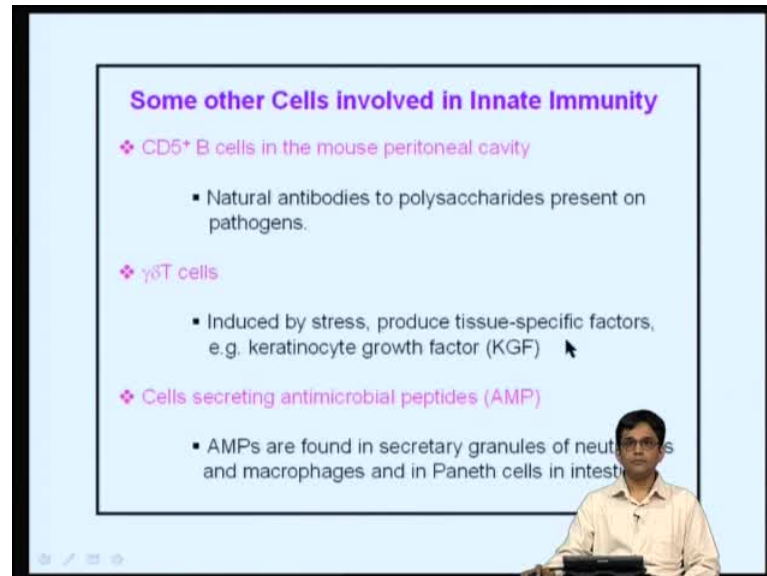 Some other Cells involved in Innate Immunity
❖ CD5⁺ B cells in the mouse peritoneal cavity
▪ Natural antibodies to polysaccharides present on
pathogens.
❖ γδT cells
▪ Induced by stress, produce tissue-specific factors,
e.g. keratinocyte growth factor (KGF)
❖ Cells secreting antimicrobial peptides (AMP)
▪ AMPs are found in secretary granules of
and macrophages and in Paneth cells in